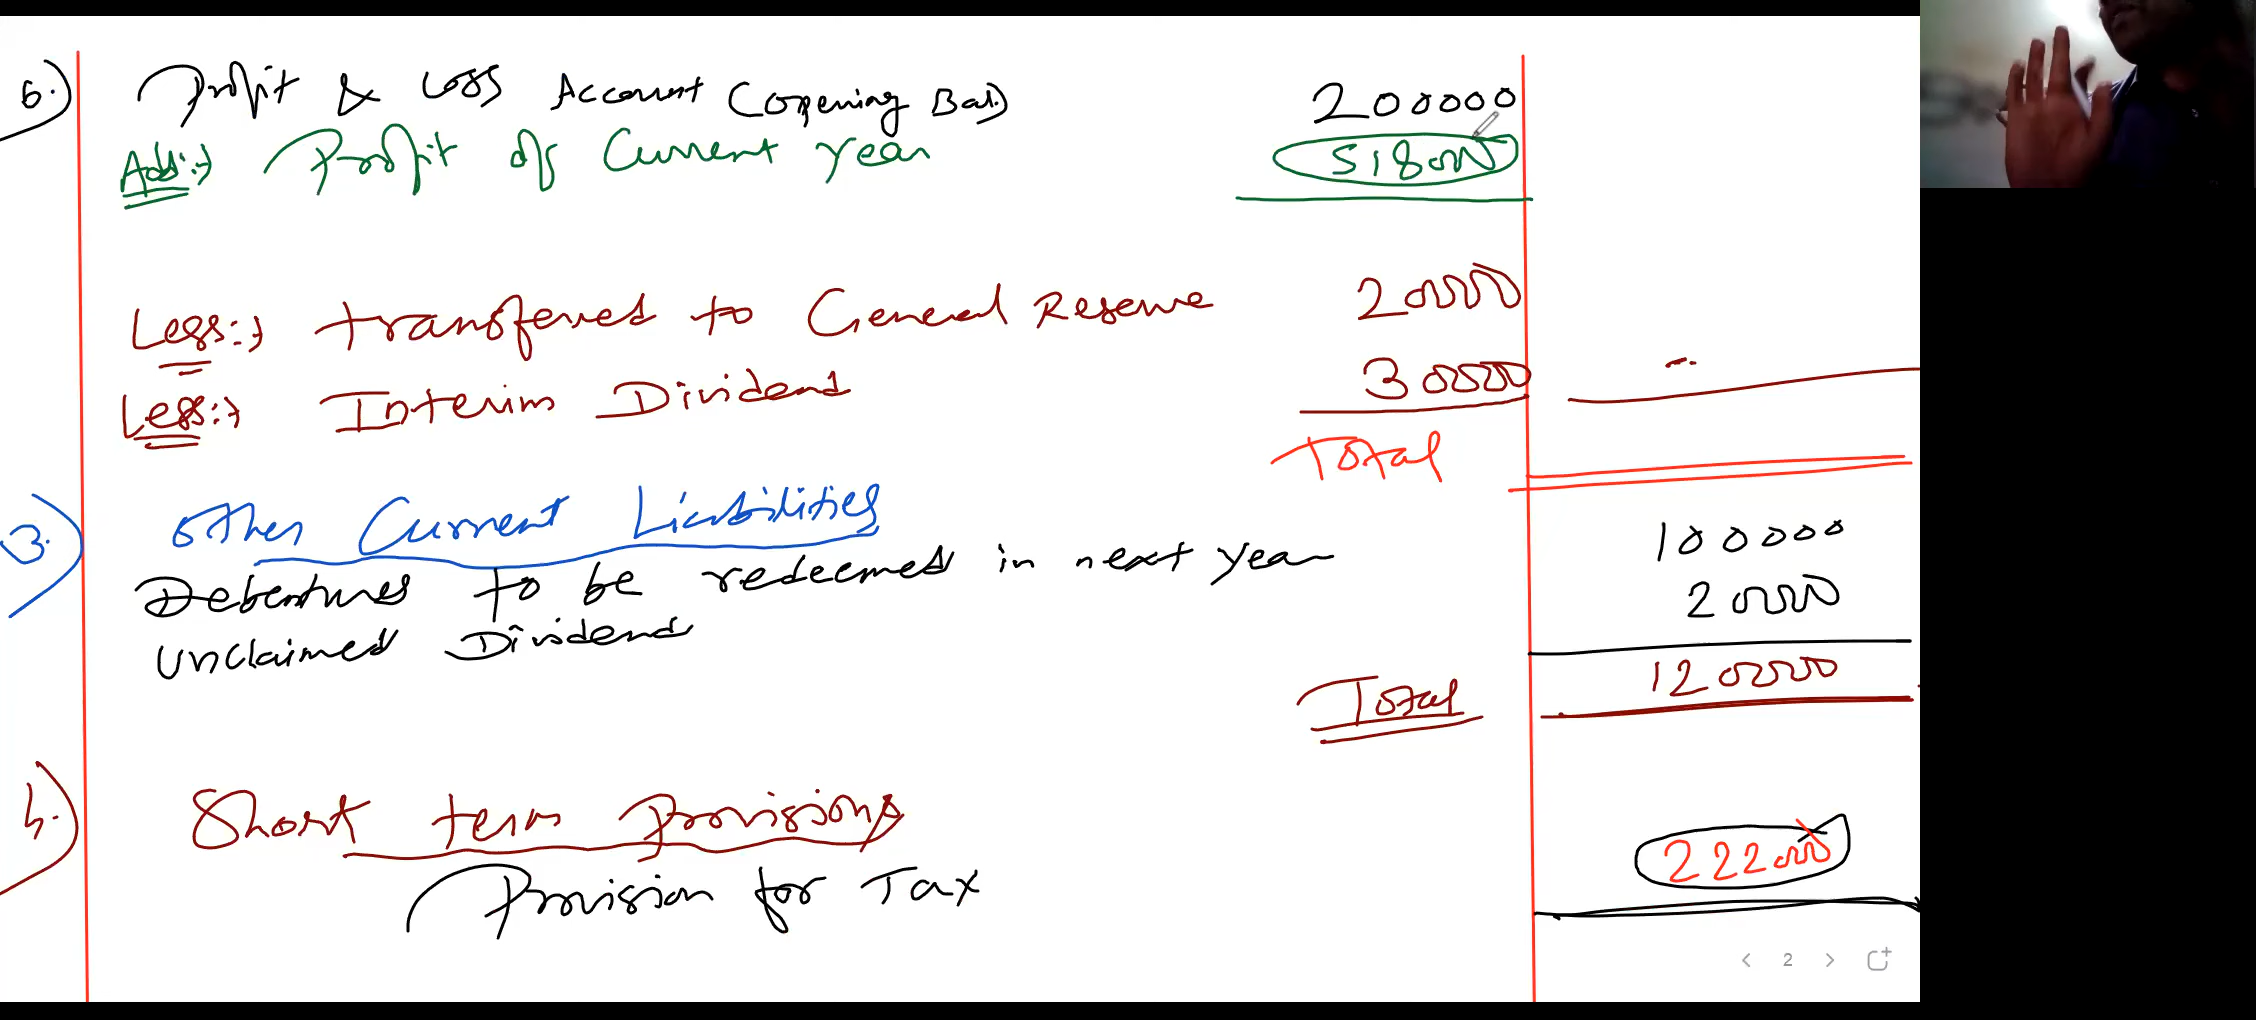 6.) Profit & Loss Account (opening Bal) 200000
Add:→ Profit of Current Year 518000
Less:→ transferred to General Reserve 20000
Less:→ Interim Dividend 30000
Total
3.) Other Current Liabilities
Debentures to be redeemed in next year 100000
Unclaimed Dividend 20000
Total 120000
4.) Short term Provisions
Provision for Tax 222000
2